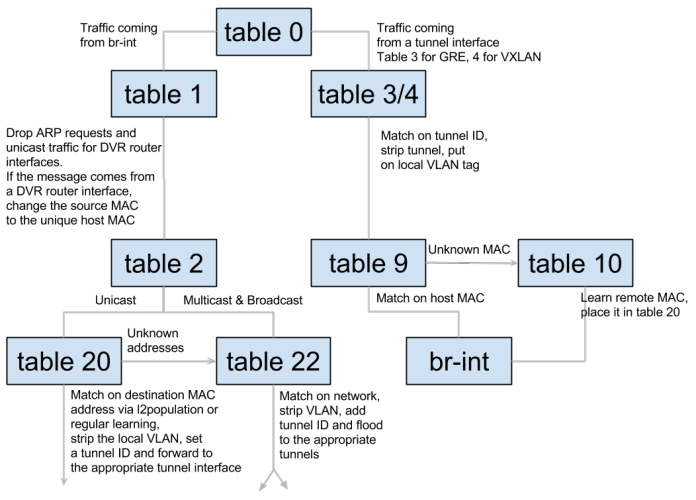 table 0
Traffic coming
from br-int
Traffic coming
from a tunnel interface
Table 3 for GRE, 4 for VXLAN
table 1
table 3/4
Drop ARP requests and
unicast traffic for DVR router
interfaces.
If the message comes from
a DVR router interface,
change the source MAC
to the unique host MAC
Match on tunnel ID,
strip tunnel, put
on local VLAN tag
table 2
table 9
Unknown MAC
table 10
Unicast
Multicast & Broadcast
Match on host MAC
Learn remote MAC,
place it in table 20
table 20
Unknown
addresses
table 22
br-int
Match on destination MAC
address via l2population or
regular learning,
strip the local VLAN, set
a tunnel ID and forward to
the appropriate tunnel interface
Match on network,
strip VLAN, add
tunnel ID and flood
to the appropriate
tunnels